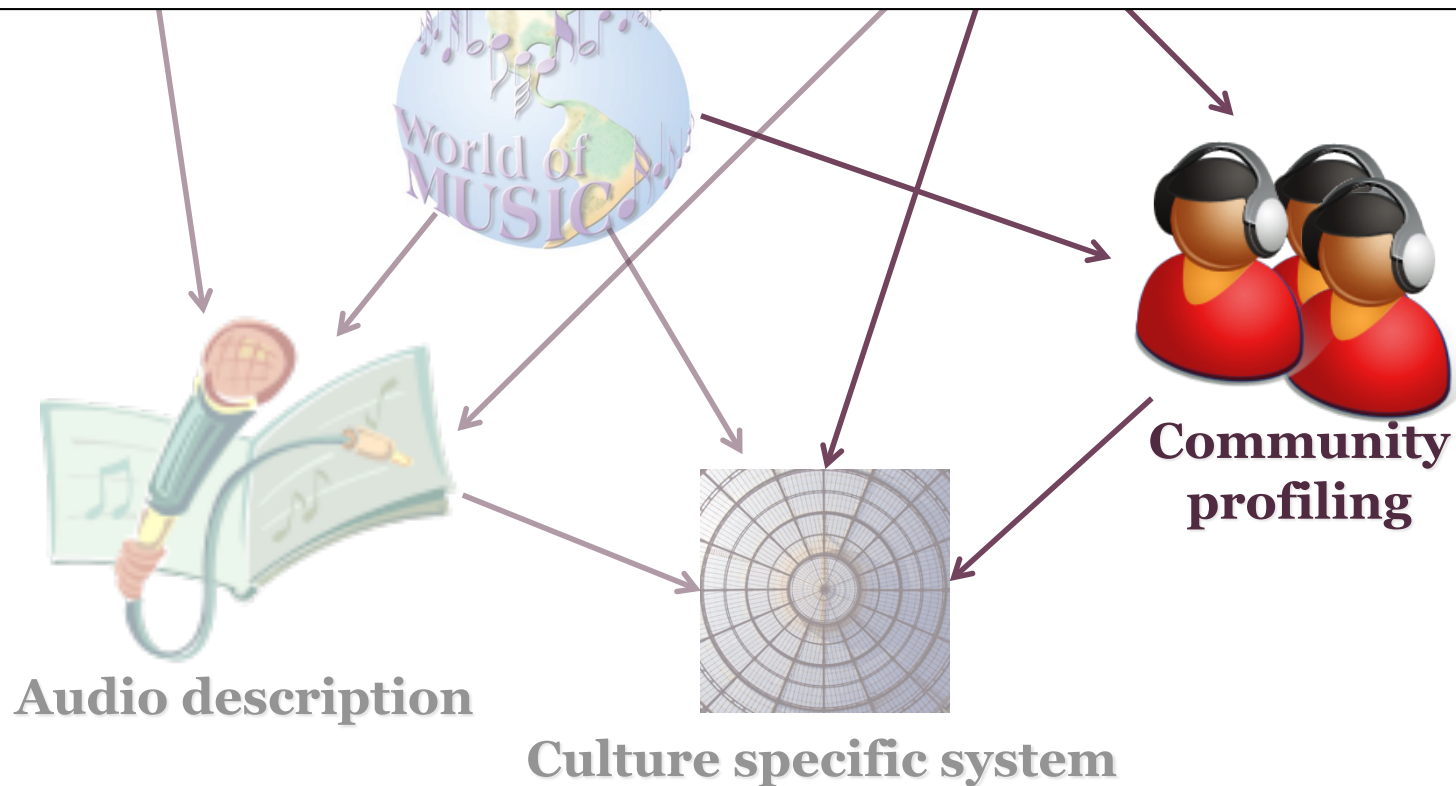 World of
MUSIC
Community
profiling
Audio description
Culture specific system